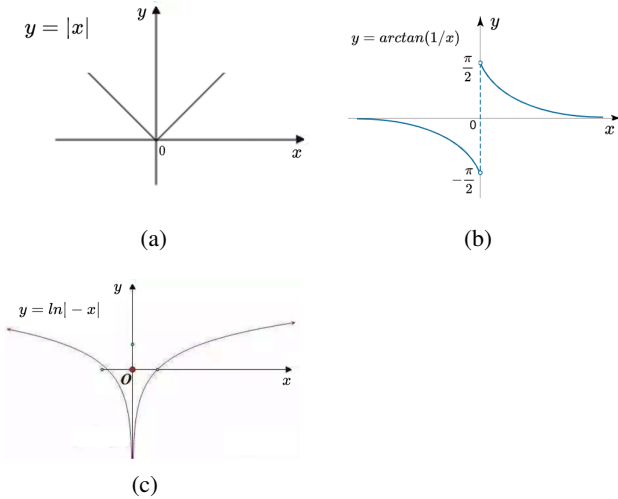 y = |x|
y
0
x
(a)
y = arctan(1/x)
y
π/2
0
x
-π/2
(b)
y = ln| - x|
y
O
x
(c)